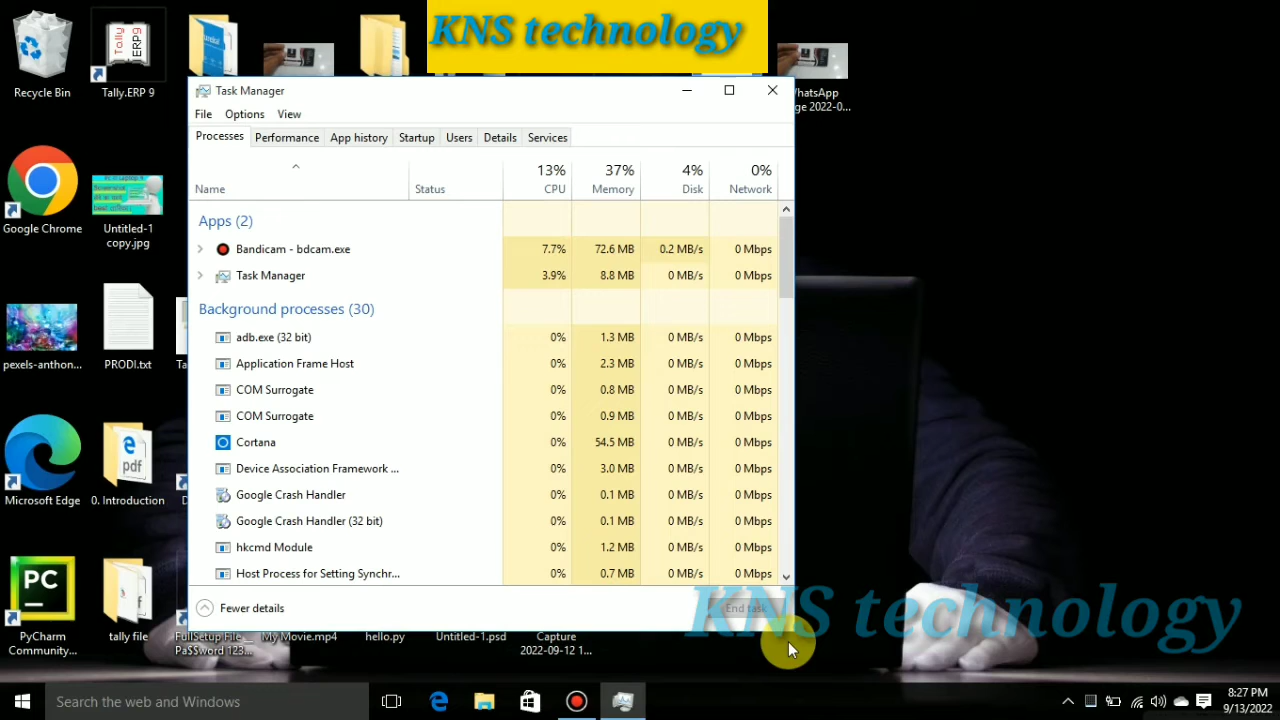 KNS technology
Recycle Bin
Tally.ERP 9
WhatsApp
ge 2022-0...
Google Chrome
Untitled-1
copy.jpg
pexels-anthon...
PRODI.txt
Microsoft Edge
0. Introduction
PyCharm
Community...
tally file
FullSetup File _
Pa$$word 123...
My Movie.mp4
hello.py
Untitled-1.psd
Capture
2022-09-12 1...
Task Manager
File Options View
Processes Performance App history Startup Users Details Services
13% 37% 4% 0%
Name Status CPU Memory Disk Network
Apps (2)
Bandicam - bdcam.exe 7.7% 72.6 MB 0.2 MB/s 0 Mbps
Task Manager 3.9% 8.8 MB 0 MB/s 0 Mbps
Background processes (30)
adb.exe (32 bit) 0% 1.3 MB 0 MB/s 0 Mbps
Application Frame Host 0% 2.3 MB 0 MB/s 0 Mbps
COM Surrogate 0% 0.8 MB 0 MB/s 0 Mbps
COM Surrogate 0% 0.9 MB 0 MB/s 0 Mbps
Cortana 0% 54.5 MB 0 MB/s 0 Mbps
Device Association Framework ... 0% 3.0 MB 0 MB/s 0 Mbps
Google Crash Handler 0% 0.1 MB 0 MB/s 0 Mbps
Google Crash Handler (32 bit) 0% 0.1 MB 0 MB/s 0 Mbps
hkcmd Module 0% 1.2 MB 0 MB/s 0 Mbps
Host Process for Setting Synchr... 0% 0.7 MB 0 MB/s 0 Mbps
Fewer details End task
KNS technology
Search the web and Windows
8:27 PM
9/13/2022